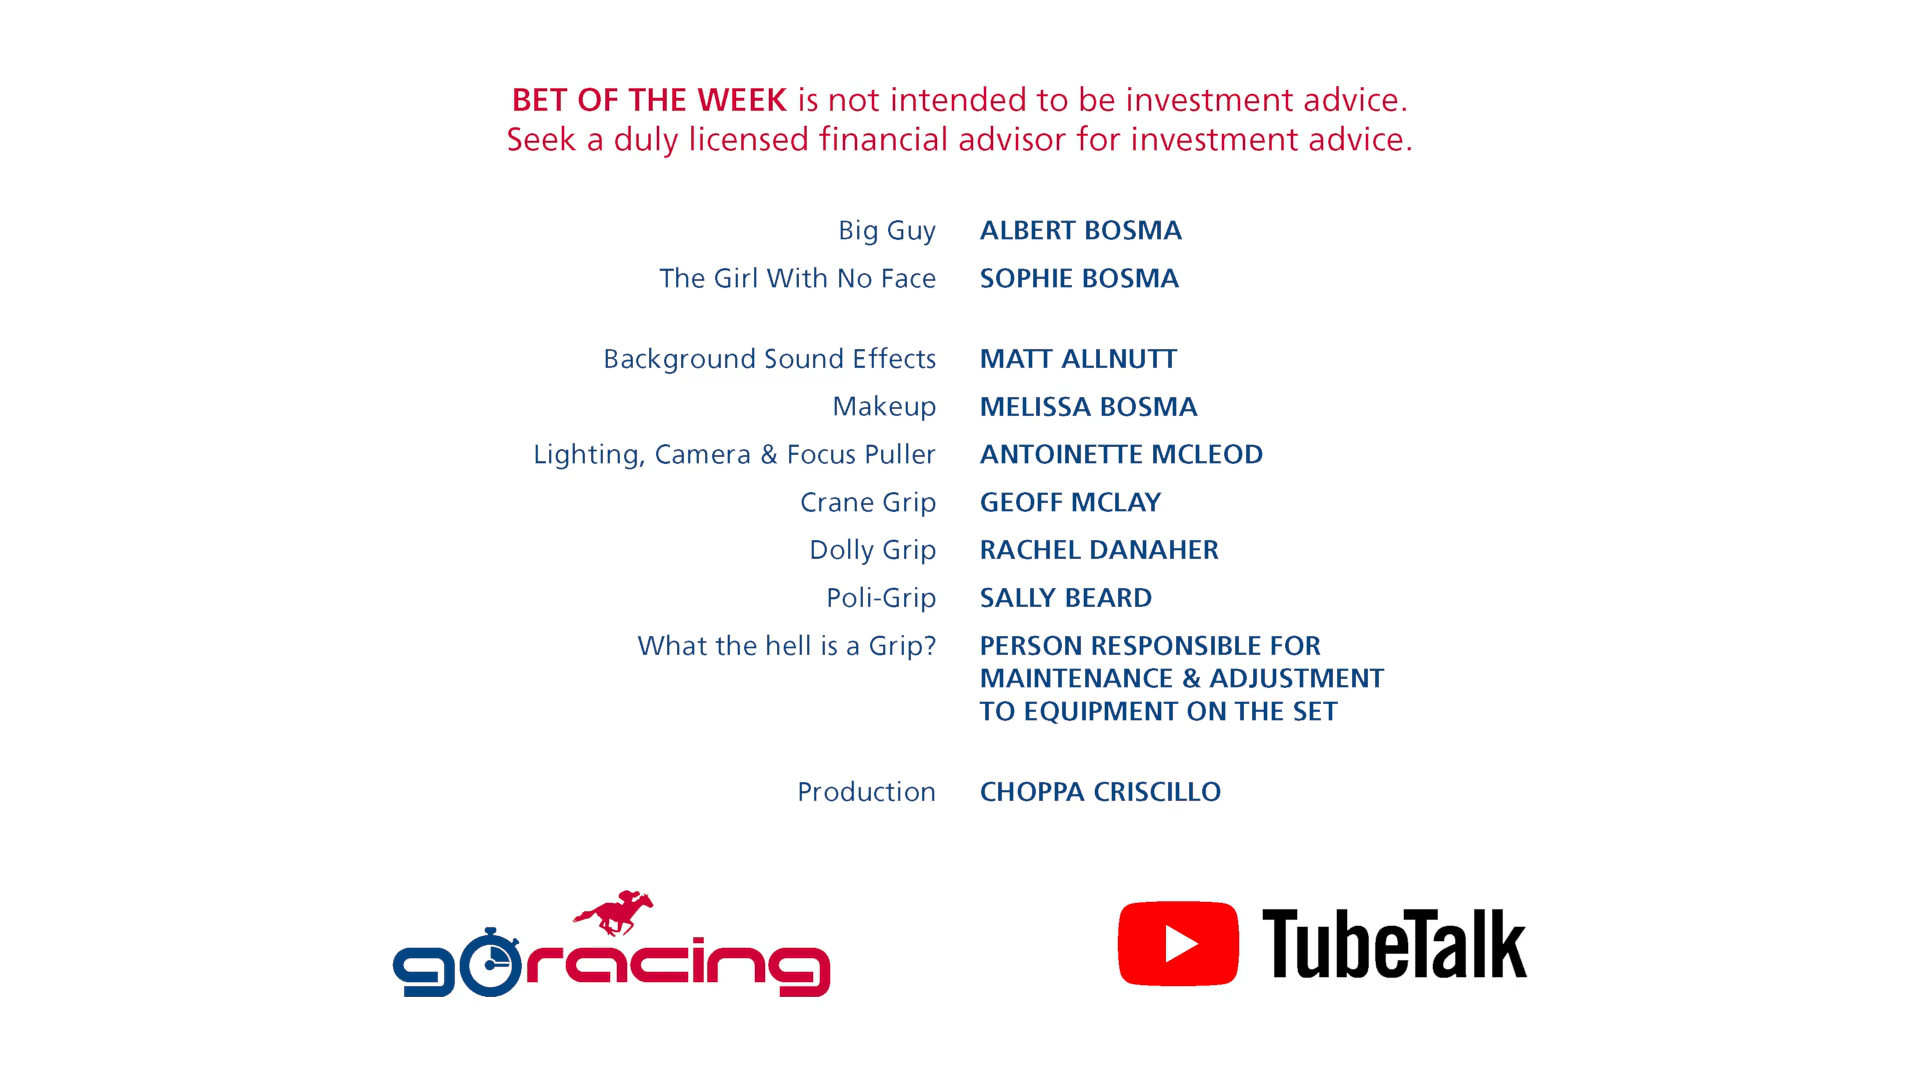 BET OF THE WEEK is not intended to be investment advice.
Seek a duly licensed financial advisor for investment advice.
Big Guy ALBERT BOSMA
The Girl With No Face SOPHIE BOSMA
Background Sound Effects MATT ALLNUTT
Makeup MELISSA BOSMA
Lighting, Camera & Focus Puller ANTOINETTE MCLEOD
Crane Grip GEOFF MCLAY
Dolly Grip RACHEL DANAHER
Poli-Grip SALLY BEARD
What the hell is a Grip? PERSON RESPONSIBLE FOR
MAINTENANCE & ADJUSTMENT
TO EQUIPMENT ON THE SET
Production CHOPPA CRISCILLO
goracing TubeTalk